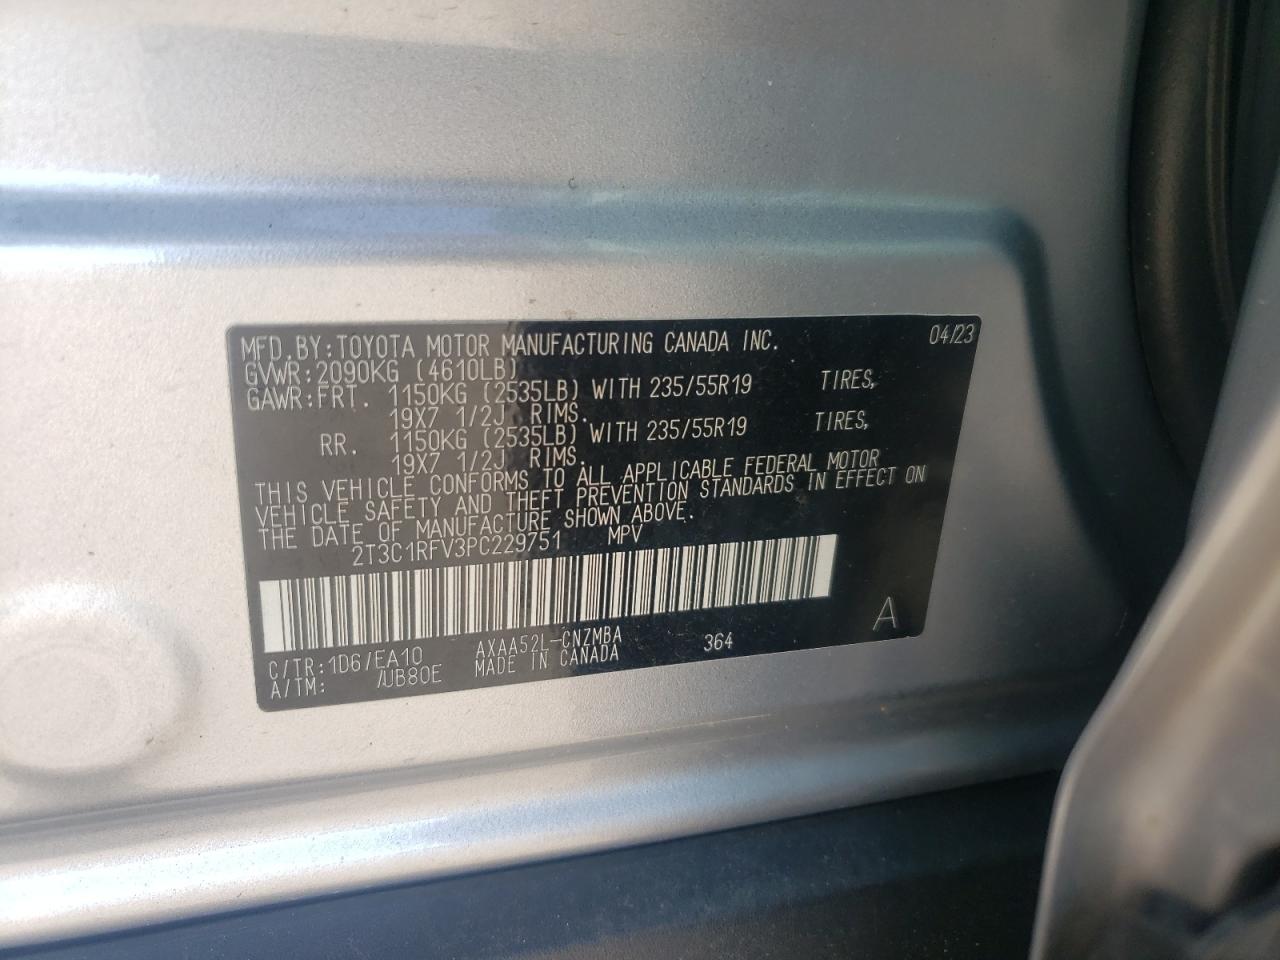 MFD.BY:TOYOTA MOTOR MANUFACTURING CANADA INC. 04/23
GVWR:2090KG (4610LB)
GAWR:FRT. 1150KG (2535LB) WITH 235/55R19 TIRES,
19X7 1/2J RIMS.
RR. 1150KG (2535LB) WITH 235/55R19 TIRES,
19X7 1/2J RIMS.
THIS VEHICLE CONFORMS TO ALL APPLICABLE FEDERAL MOTOR
VEHICLE SAFETY AND THEFT PREVENTION STANDARDS IN EFFECT ON
THE DATE OF MANUFACTURE SHOWN ABOVE.
2T3C1RFV3PC229751 MPV
C/TR:1D6/EA10 AXAA52L-CNZMBA 364 A
A/TM: /UB80E MADE IN CANADA